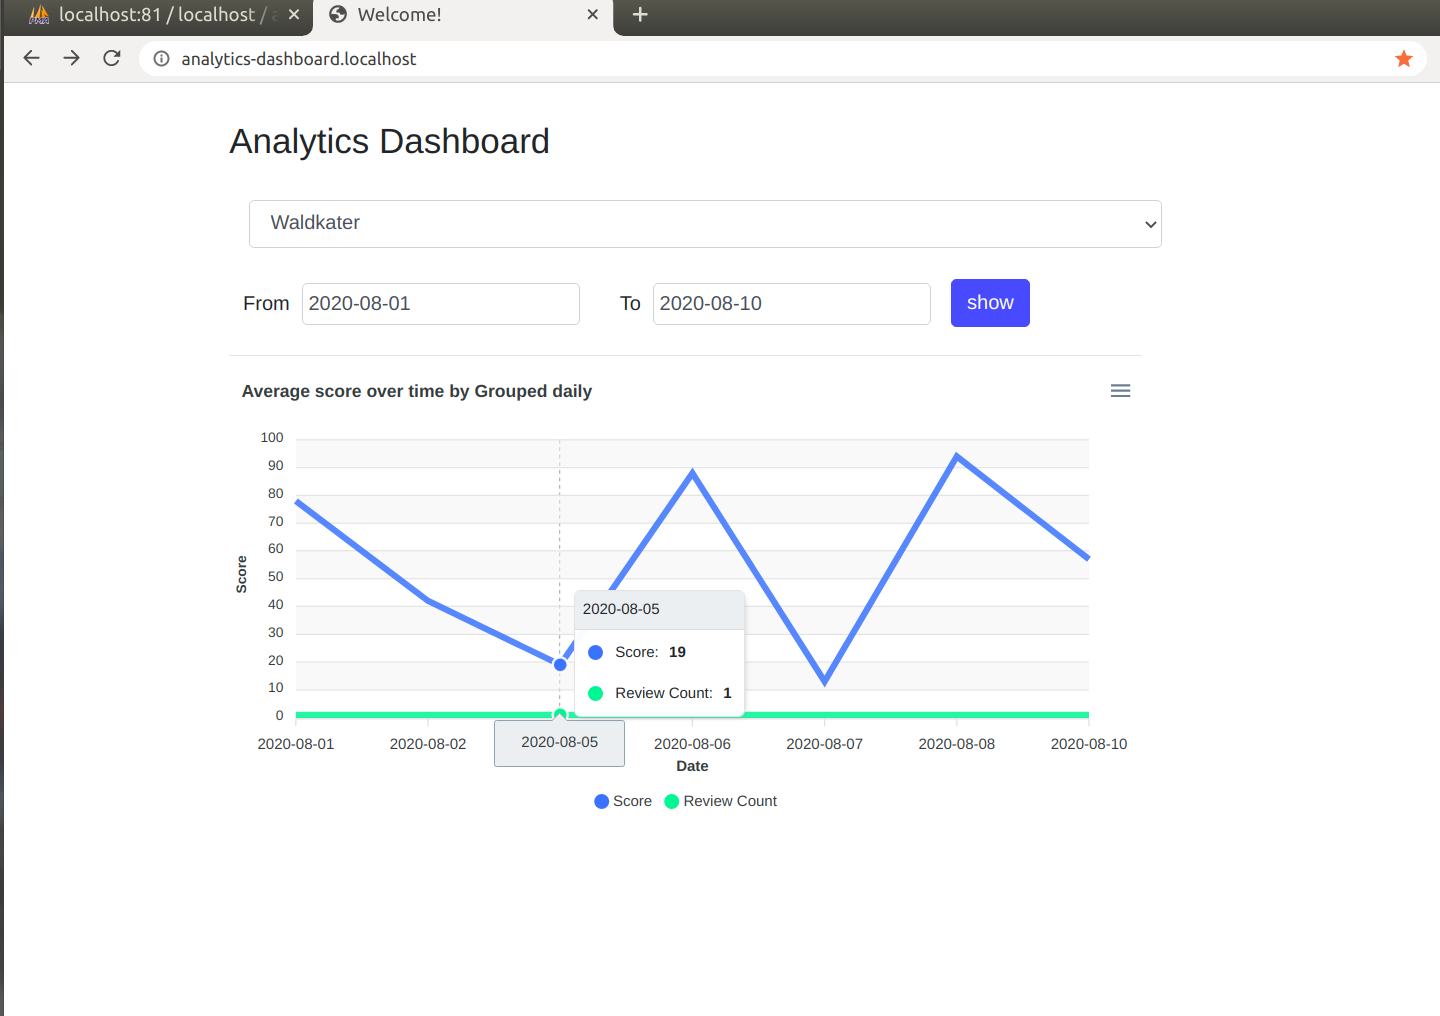 localhost:81 / localhost /
Welcome!
analytics-dashboard.localhost
Analytics Dashboard
Waldkater
From 2020-08-01 To 2020-08-10 show
Average score over time by Grouped daily
100
90
80
70
60
50
40
30
20
10
0
Score
2020-08-05
Score: 19
Review Count: 1
2020-08-01 2020-08-02 2020-08-05 2020-08-06 2020-08-07 2020-08-08 2020-08-10
Date
Score Review Count